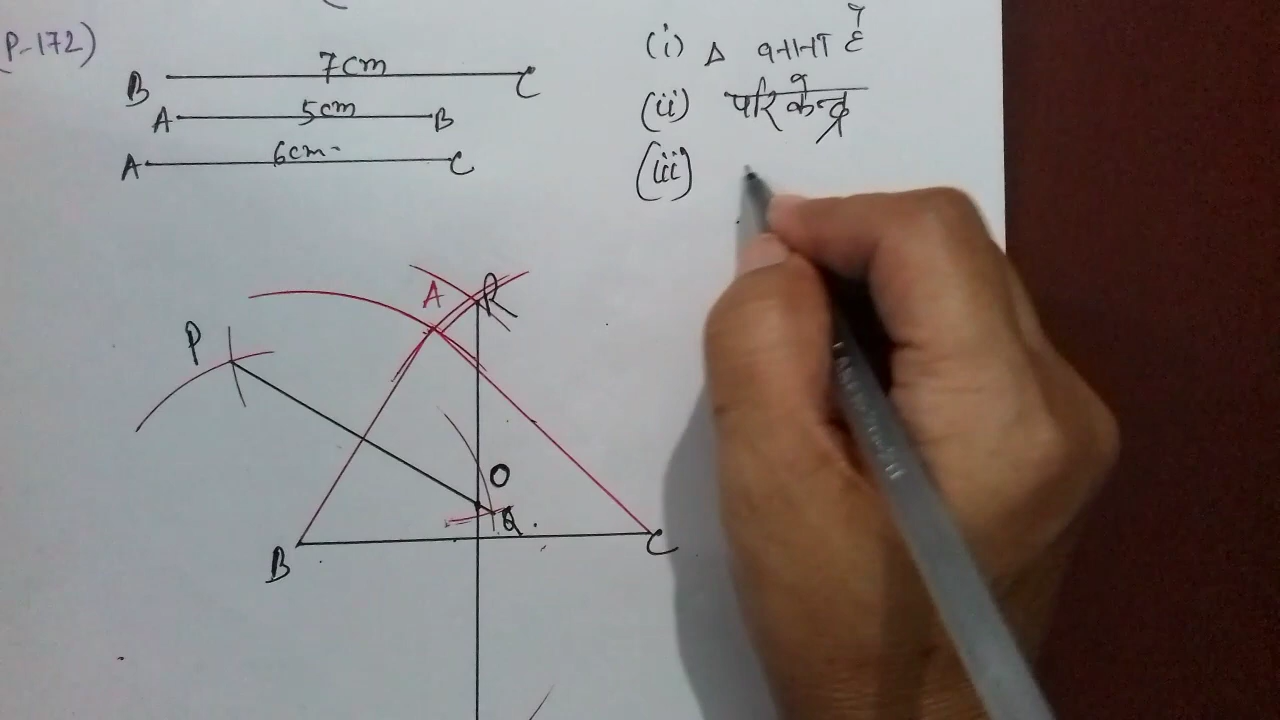 (P-172)
B 7cm C
A 5cm B
A 6cm C
(i) Δ बनाना है
(ii) परिकेन्द्र
(iii)
A R
P
O
Q
B C